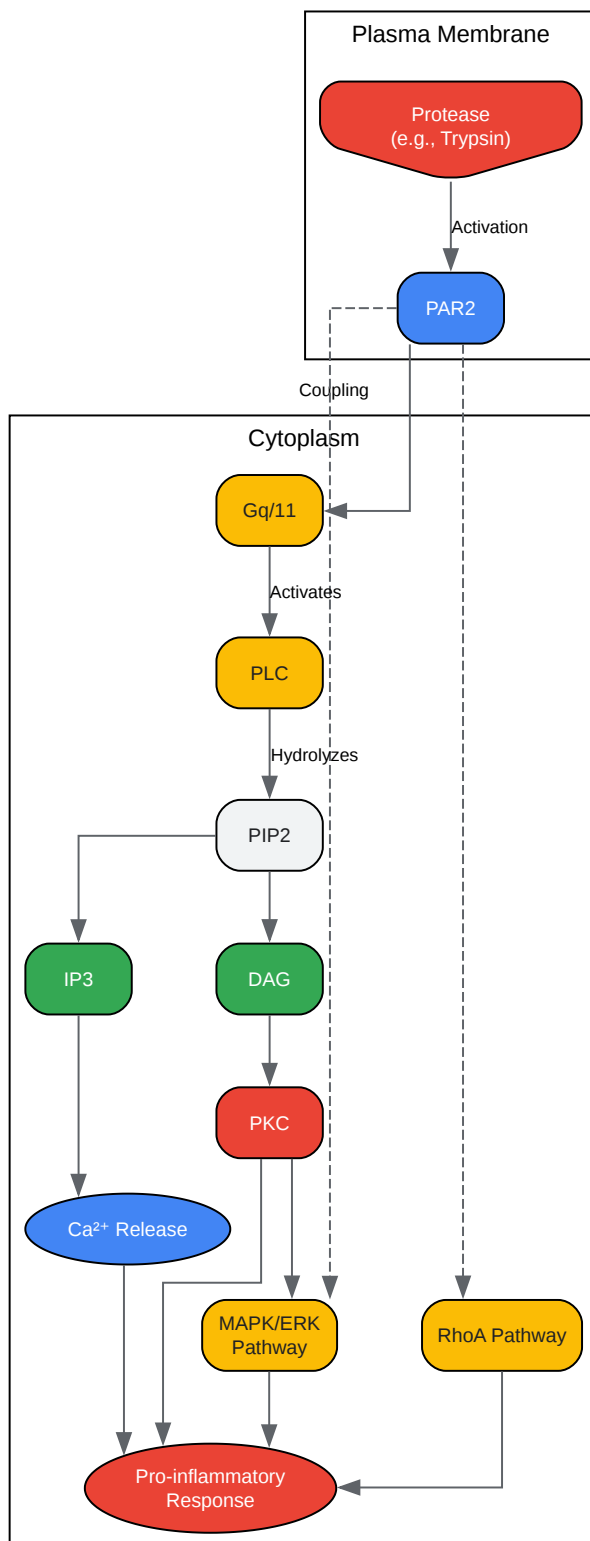 Plasma Membrane
Protease
(e.g., Trypsin)
Activation
PAR2
Coupling
Cytoplasm
Gq/11
Activates
PLC
Hydrolyzes
PIP2
IP3
DAG
PKC
Ca²⁺ Release
MAPK/ERK
Pathway
RhoA Pathway
Pro-inflammatory
Response